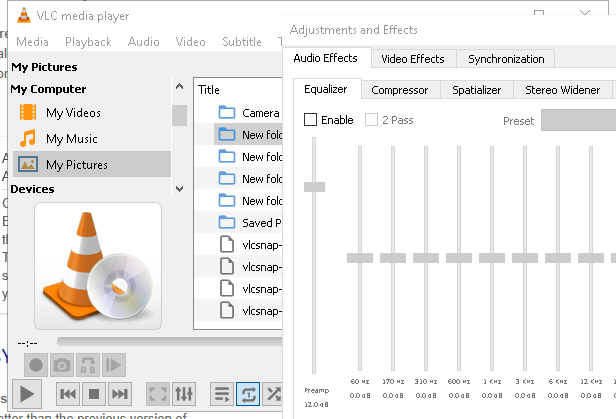 VLC media player
Media Playback Audio Video Subtitle
My Pictures
My Computer
My Videos
My Music
My Pictures
Devices
--:--
Title
Camera
New fold
New fold
New fold
New fold
Saved P
vlcsnap-
vlcsnap-
vlcsnap-
vlcsnap-
Adjustments and Effects
Audio Effects Video Effects Synchronization
Equalizer Compressor Spatializer Stereo Widener
Enable 2 Pass Preset
60 Hz 170 Hz 310 Hz 600 Hz 1 KHz 3 KHz 6 KHz 12 K
0.0 dB 0.0 dB 0.0 dB 0.0 dB 0.0 dB 0.0 dB 0.0 dB 0.0 d
Preamp
12.0 dB
etter than the previous version of